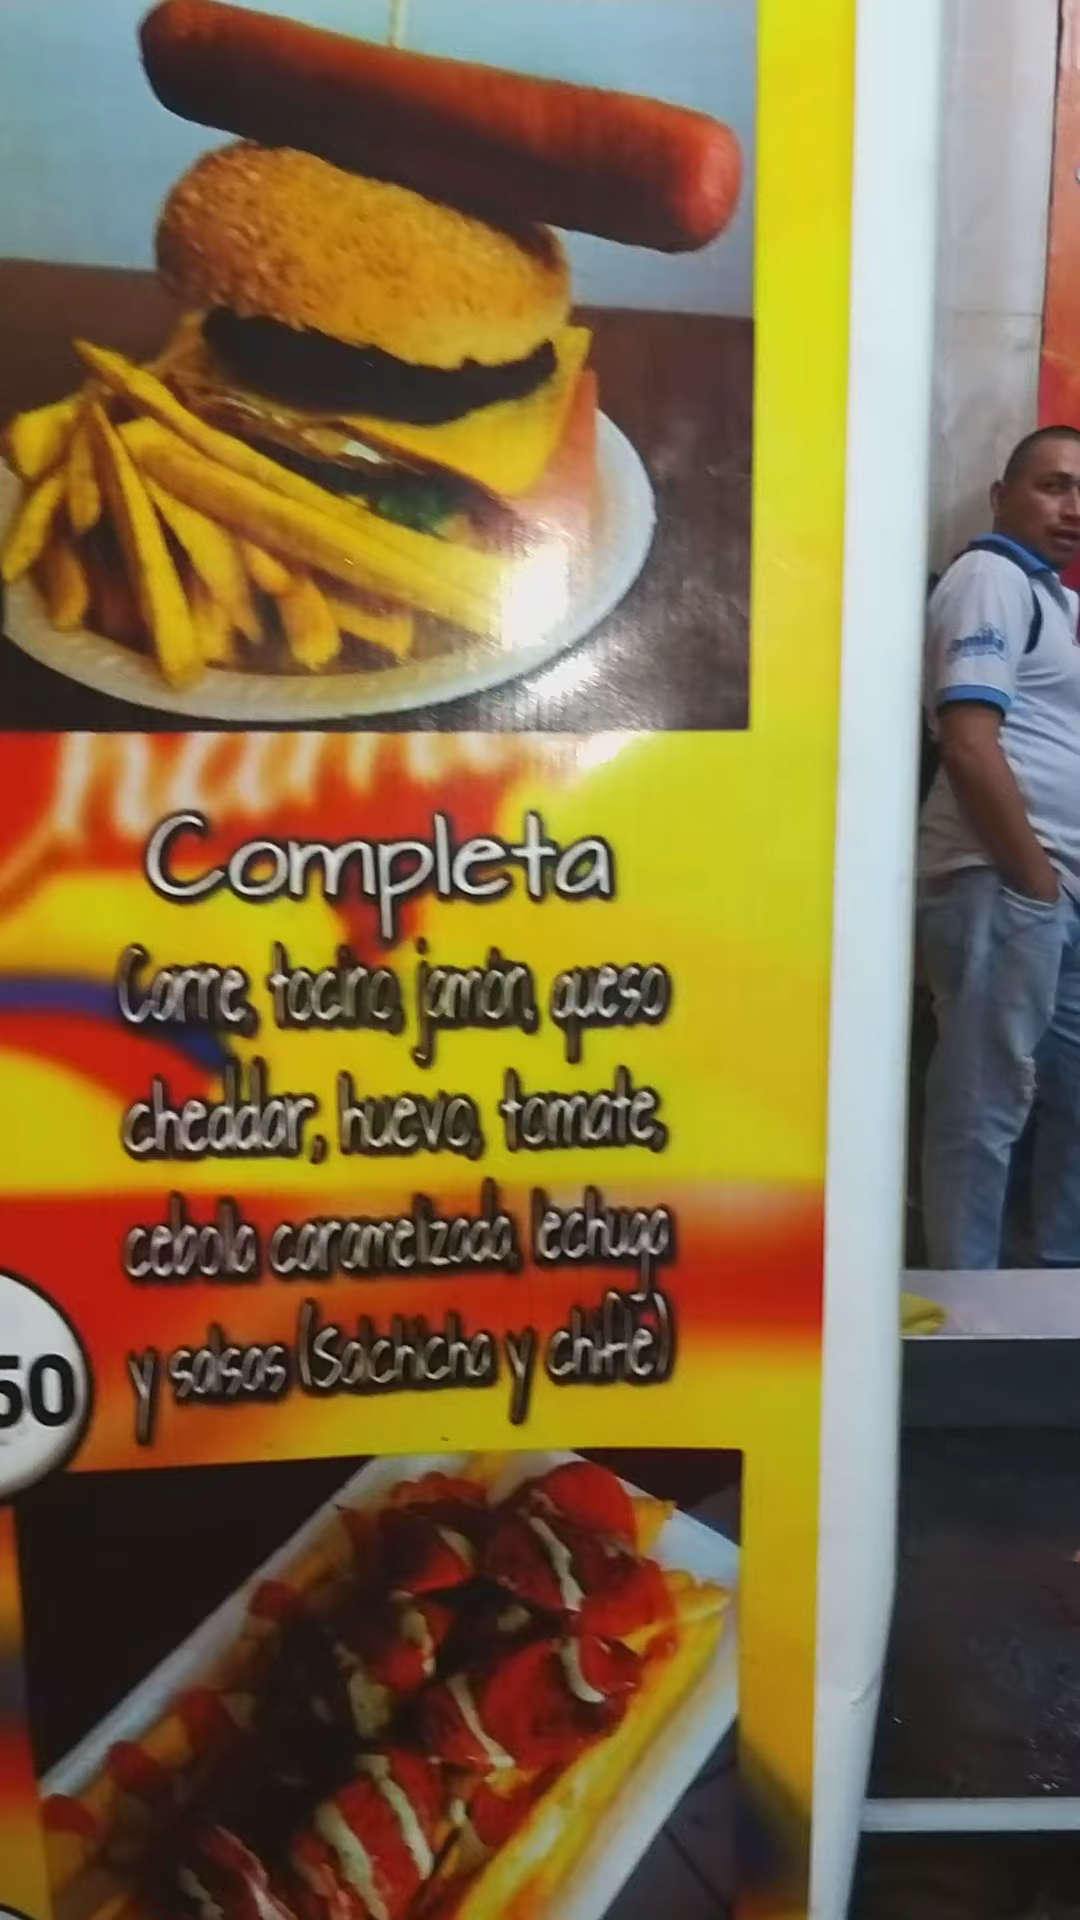 Completa
Carne, tocino, jamón, queso
cheddar, huevo, tomate,
cebolla caramelizada, lechuga
y salsas (Salchicha y chifle)
50